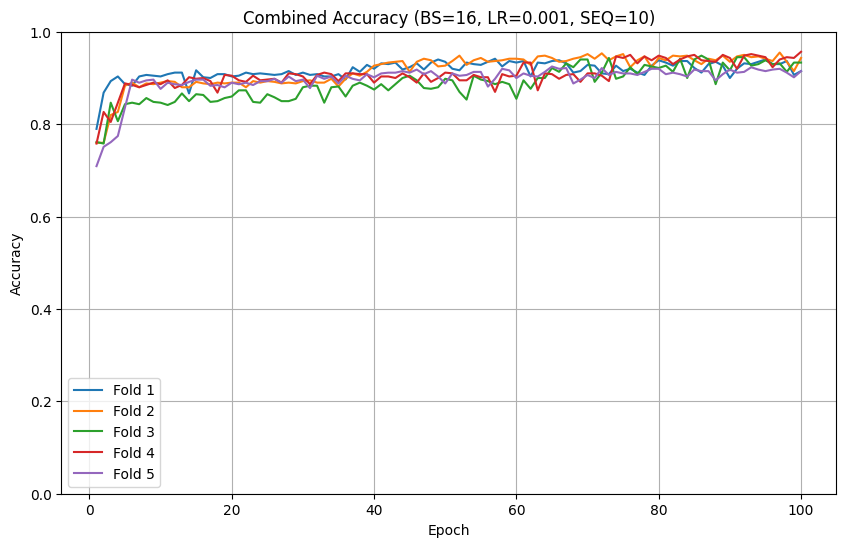 Combined Accuracy (BS=16, LR=0.001, SEQ=10)
Accuracy
1.0
0.8
0.6
0.4
0.2
0.0
Fold 1
Fold 2
Fold 3
Fold 4
Fold 5
0 20 40 60 80 100
Epoch